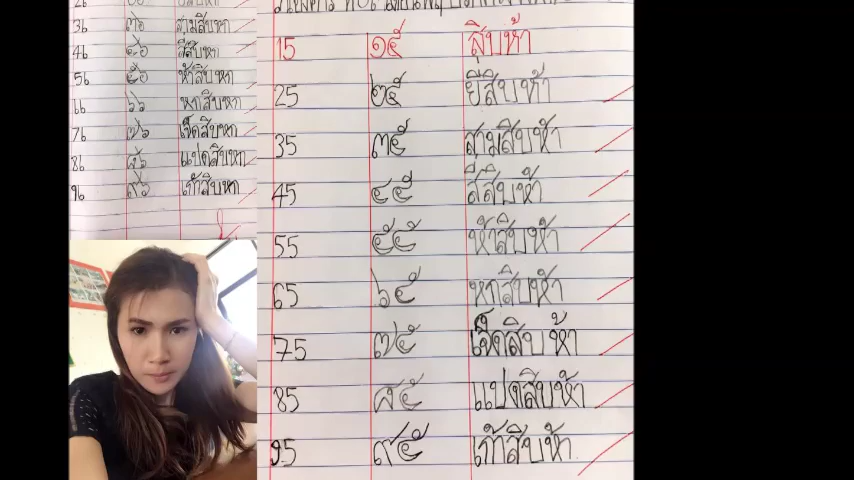 36 ๓๖ สามสิบหก
46 ๔๖ สี่สิบหก
56 ๕๖ ห้าสิบหก
66 ๖๖ หกสิบหก
76 ๗๖ เจ็ดสิบหก
86 ๘๖ แปดสิบหก
96 ๙๖ เก้าสิบหก
15 ๑๕ สิบห้า
25 ๒๕ ยีสิบห้า
35 ๓๕ สามสิบห้า
45 ๔๕ สี่สิบห้า
55 ๕๕ ห้าสิบห้า
65 ๖๕ หกสิบห้า
75 ๗๕ เจ็ดสิบห้า
85 ๘๕ แปดสิบห้า
95 ๙๕ เก้าสิบห้า